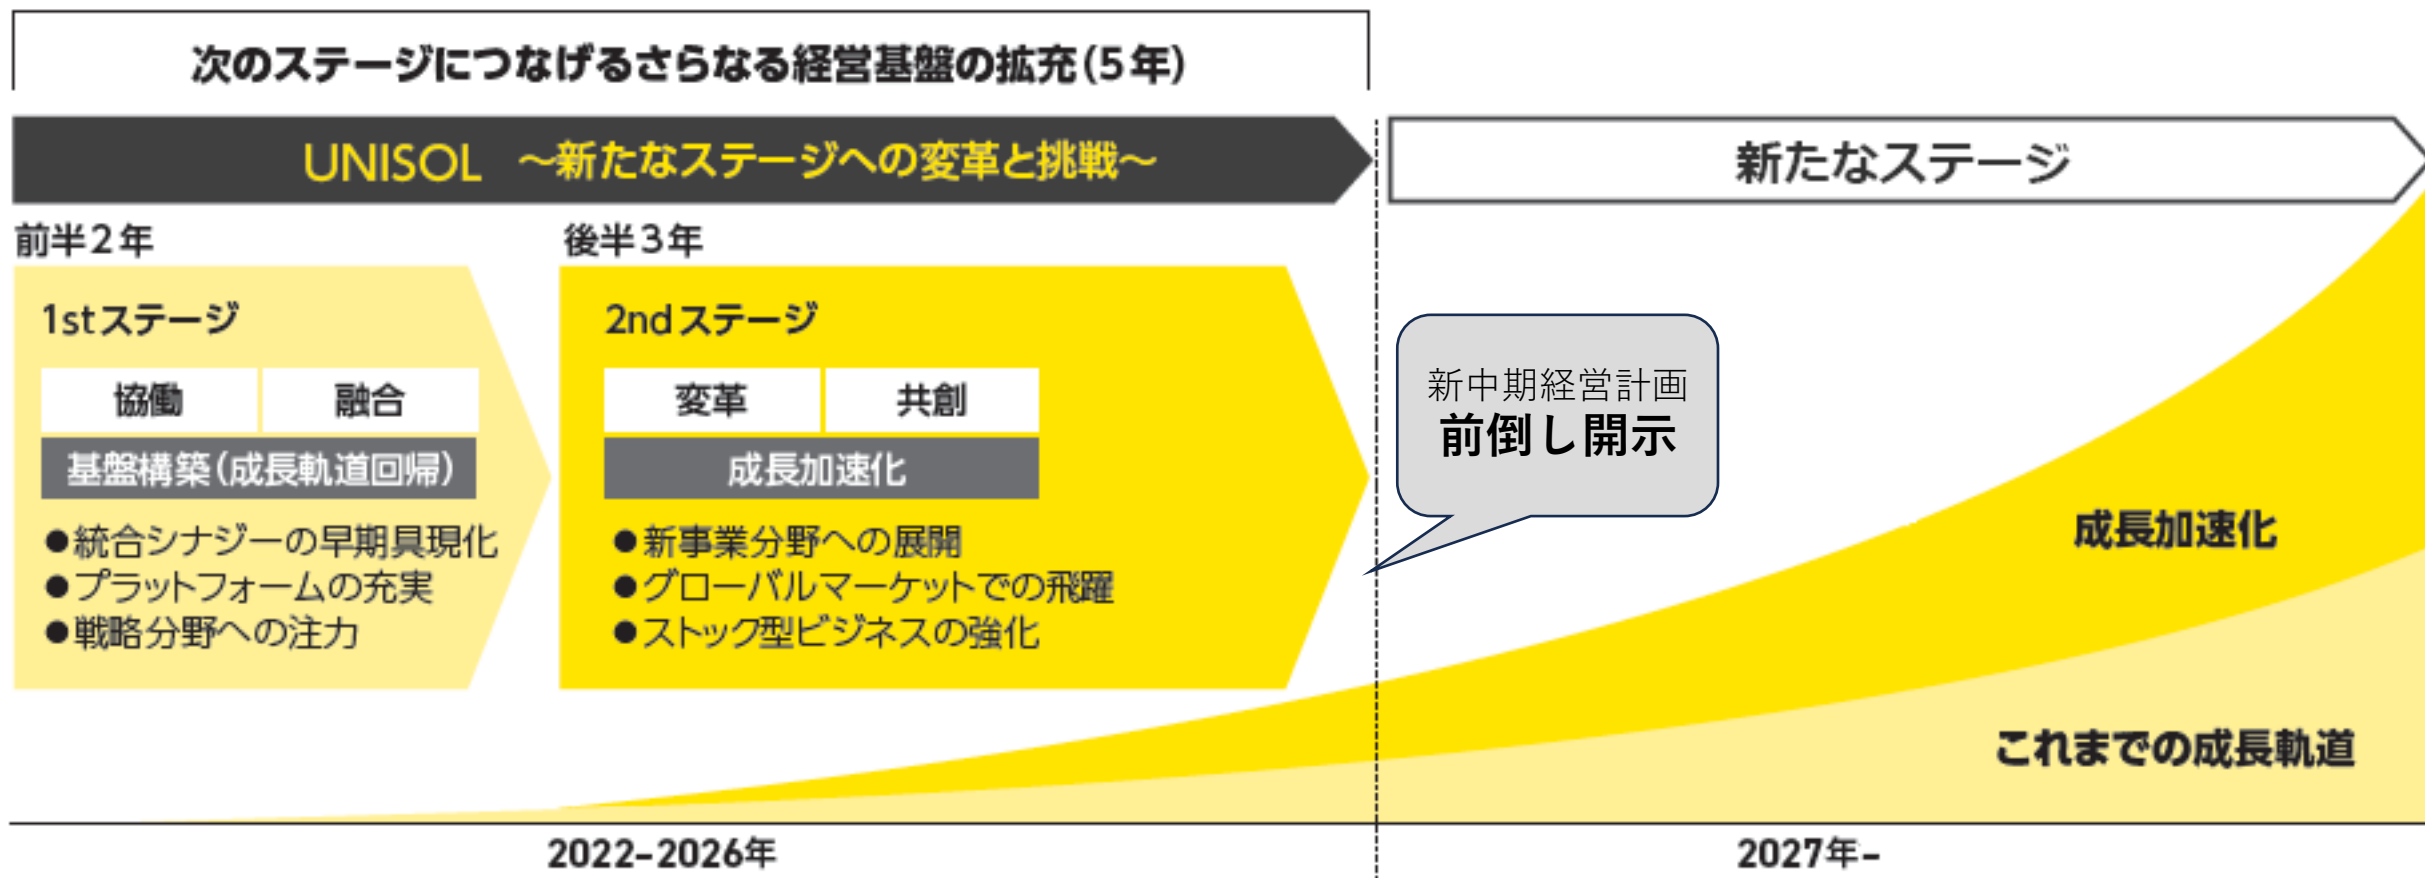 次のステージにつなげるさらなる経営基盤の拡充(5年)
UNISOL ～新たなステージへの変革と挑戦～
新たなステージ
前半2年
1stステージ
協働 融合
基盤構築(成長軌道回帰)
●統合シナジーの早期具現化
●プラットフォームの充実
●戦略分野への注力
後半3年
2ndステージ
変革 共創
成長加速化
●新事業分野への展開
●グローバルマーケットでの飛躍
●ストック型ビジネスの強化
新中期経営計画
前倒し開示
成長加速化
これまでの成長軌道
2022–2026年
2027年–